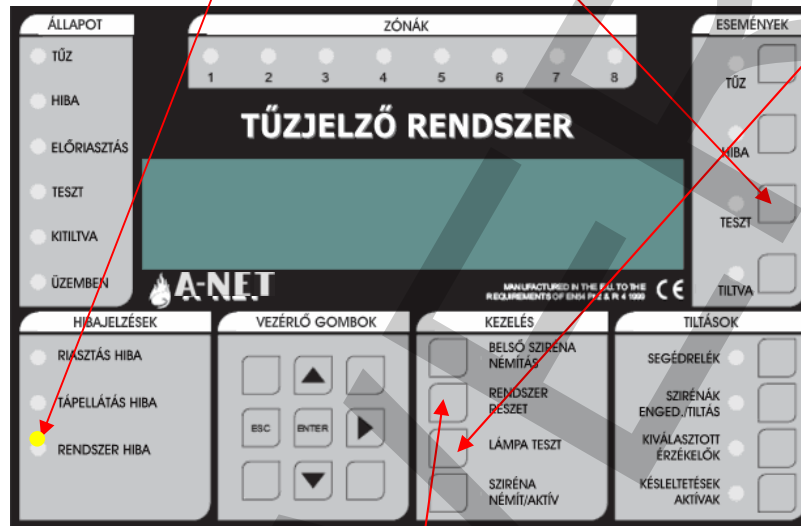 ÁLLAPOT
TŰZ
HIBA
ELŐRIASZTÁS
TESZT
KITILTVA
ÜZEMBEN
ZÓNÁK
1 2 3 4 5 6 7 8
TŰZJELZŐ RENDSZER
A-NET
MANUFACTURED IN THE E.U. TO THE
REQUIREMENTS OF EN54 Pt 2 & Pt 4 1998
CE
ESEMÉNYEK
TŰZ
HIBA
TESZT
TILTVA
HIBAJELZÉSEK
RIASZTÁS HIBA
TÁPELLÁTÁS HIBA
RENDSZER HIBA
VEZÉRLŐ GOMBOK
ESC ENTER
KEZELÉS
BELSŐ SZIRÉNA
NÉMÍTÁS
RENDSZER
RESZET
LÁMPA TESZT
SZIRÉNA
NÉMÍT/AKTÍV
TILTÁSOK
SEGÉDRELÉK
SZIRÉNÁK
ENGED./TILTÁS
KIVÁLASZTOTT
ÉRZÉKELŐK
KÉSLELTETÉSEK
AKTÍVAK